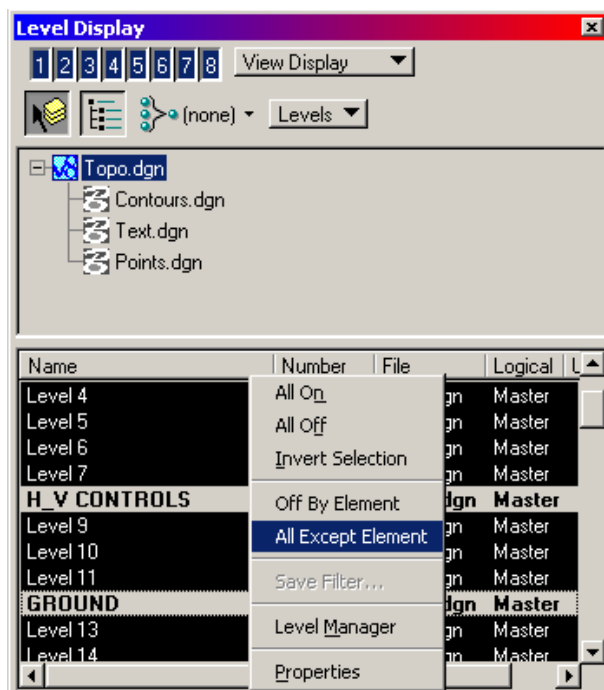 Level Display
1 2 3 4 5 6 7 8 View Display
(none) Levels
Topo.dgn
Contours.dgn
Text.dgn
Points.dgn
Name Number File Logical
Level 4 gn Master
Level 5 gn Master
Level 6 gn Master
Level 7 gn Master
H_V CONTROLS dgn Master
Level 9 gn Master
Level 10 gn Master
Level 11 gn Master
GROUND dgn Master
Level 13 gn Master
Level 14 gn Master
All On
All Off
Invert Selection
Off By Element
All Except Element
Save Filter...
Level Manager
Properties